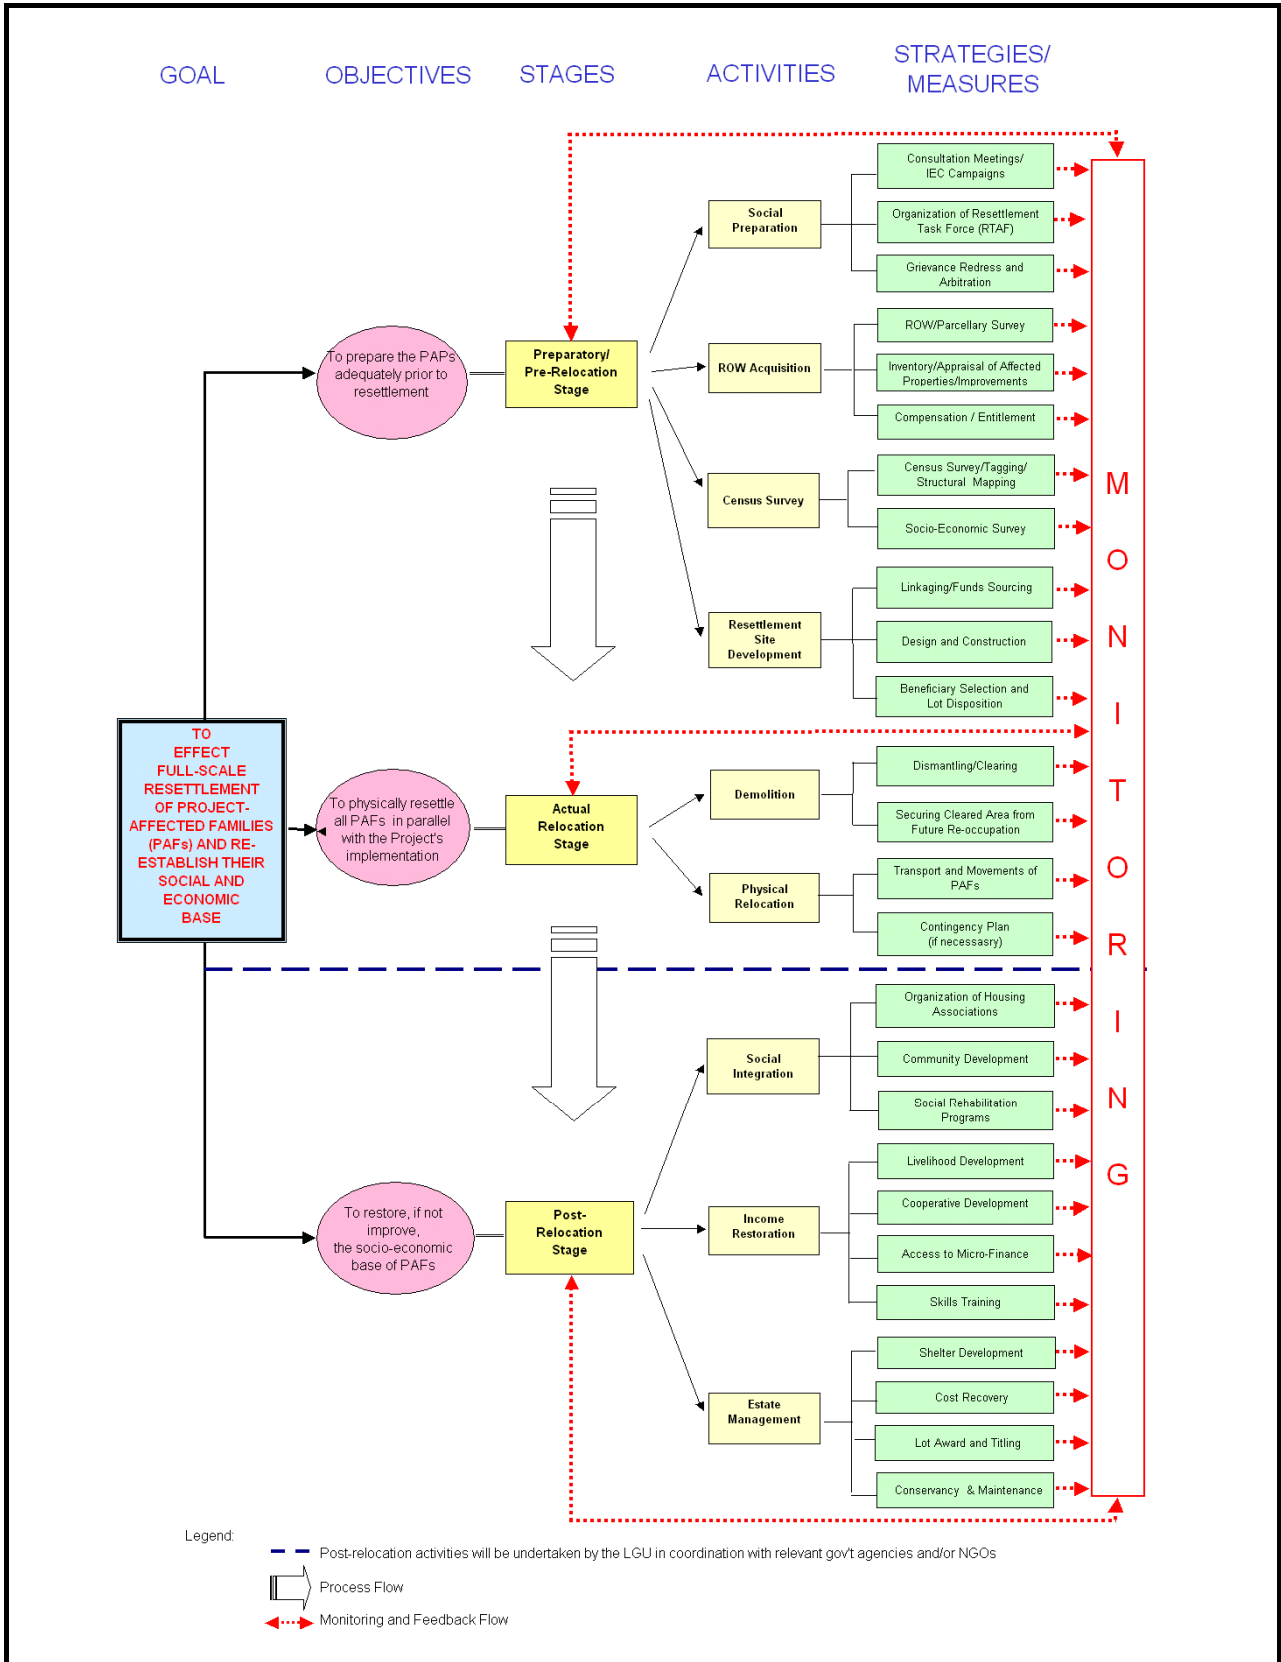 GOAL
OBJECTIVES
STAGES
ACTIVITIES
STRATEGIES/
MEASURES
TO
EFFECT
FULL-SCALE
RESETTLEMENT
OF PROJECT-
AFFECTED FAMILIES
(PAFs) AND RE-
ESTABLISH THEIR
SOCIAL AND
ECONOMIC
BASE
To prepare the PAPs
adequately prior to
resettlement
Preparatory/
Pre-Relocation
Stage
Social
Preparation
Consultation Meetings/
IEC Campaigns
Organization of Resettlement
Task Force (RTAF)
Grievance Redress and
Arbitration
ROW Acquisition
ROW/Parcellary Survey
Inventory/Appraisal of Affected
Properties/Improvements
Compensation / Entitlement
Census Survey
Census Survey/Tagging/
Structural Mapping
Socio-Economic Survey
Resettlement
Site
Development
Linkaging/Funds Sourcing
Design and Construction
Beneficiary Selection and
Lot Disposition
To physically resettle
all PAFs in parallel
with the Project's
implementation
Actual
Relocation
Stage
Demolition
Dismantling/Clearing
Securing Cleared Area from
Future Re-occupation
Physical
Relocation
Transport and Movements of
PAFs
Contingency Plan
(if necessasry)
To restore, if not
improve,
the socio-economic
base of PAFs
Post-
Relocation
Stage
Social
Integration
Organization of Housing
Associations
Community Development
Social Rehabilitation
Programs
Income
Restoration
Livelihood Development
Cooperative Development
Access to Micro-Finance
Skills Training
Estate
Management
Shelter Development
Cost Recovery
Lot Award and Titling
Conservancy & Maintenance
M
O
N
I
T
O
R
I
N
G
Legend:
Post-relocation activities will be undertaken by the LGU in coordination with relevant gov't agencies and/or NGOs
Process Flow
Monitoring and Feedback Flow